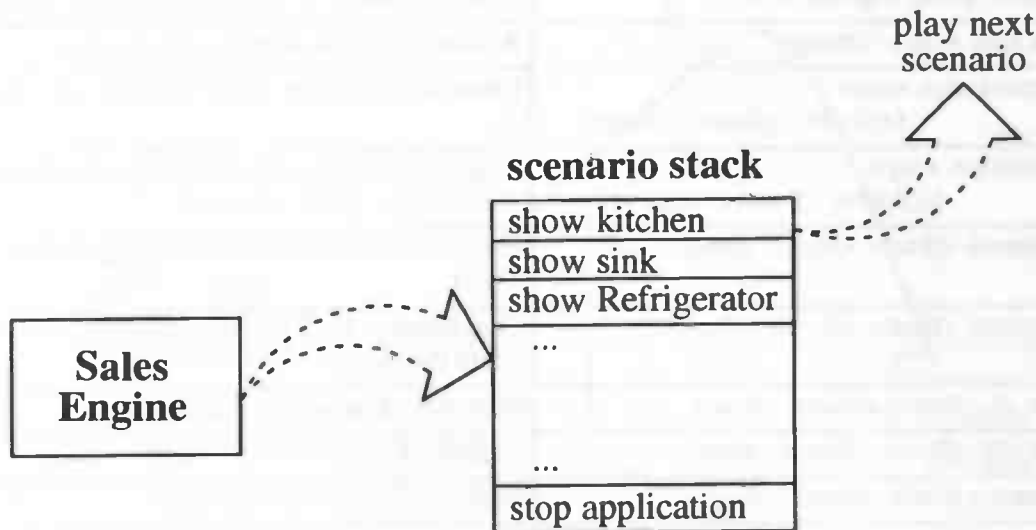 play next
scenario
scenario stack
show kitchen
show sink
show Refrigerator
...
...
stop application
Sales
Engine